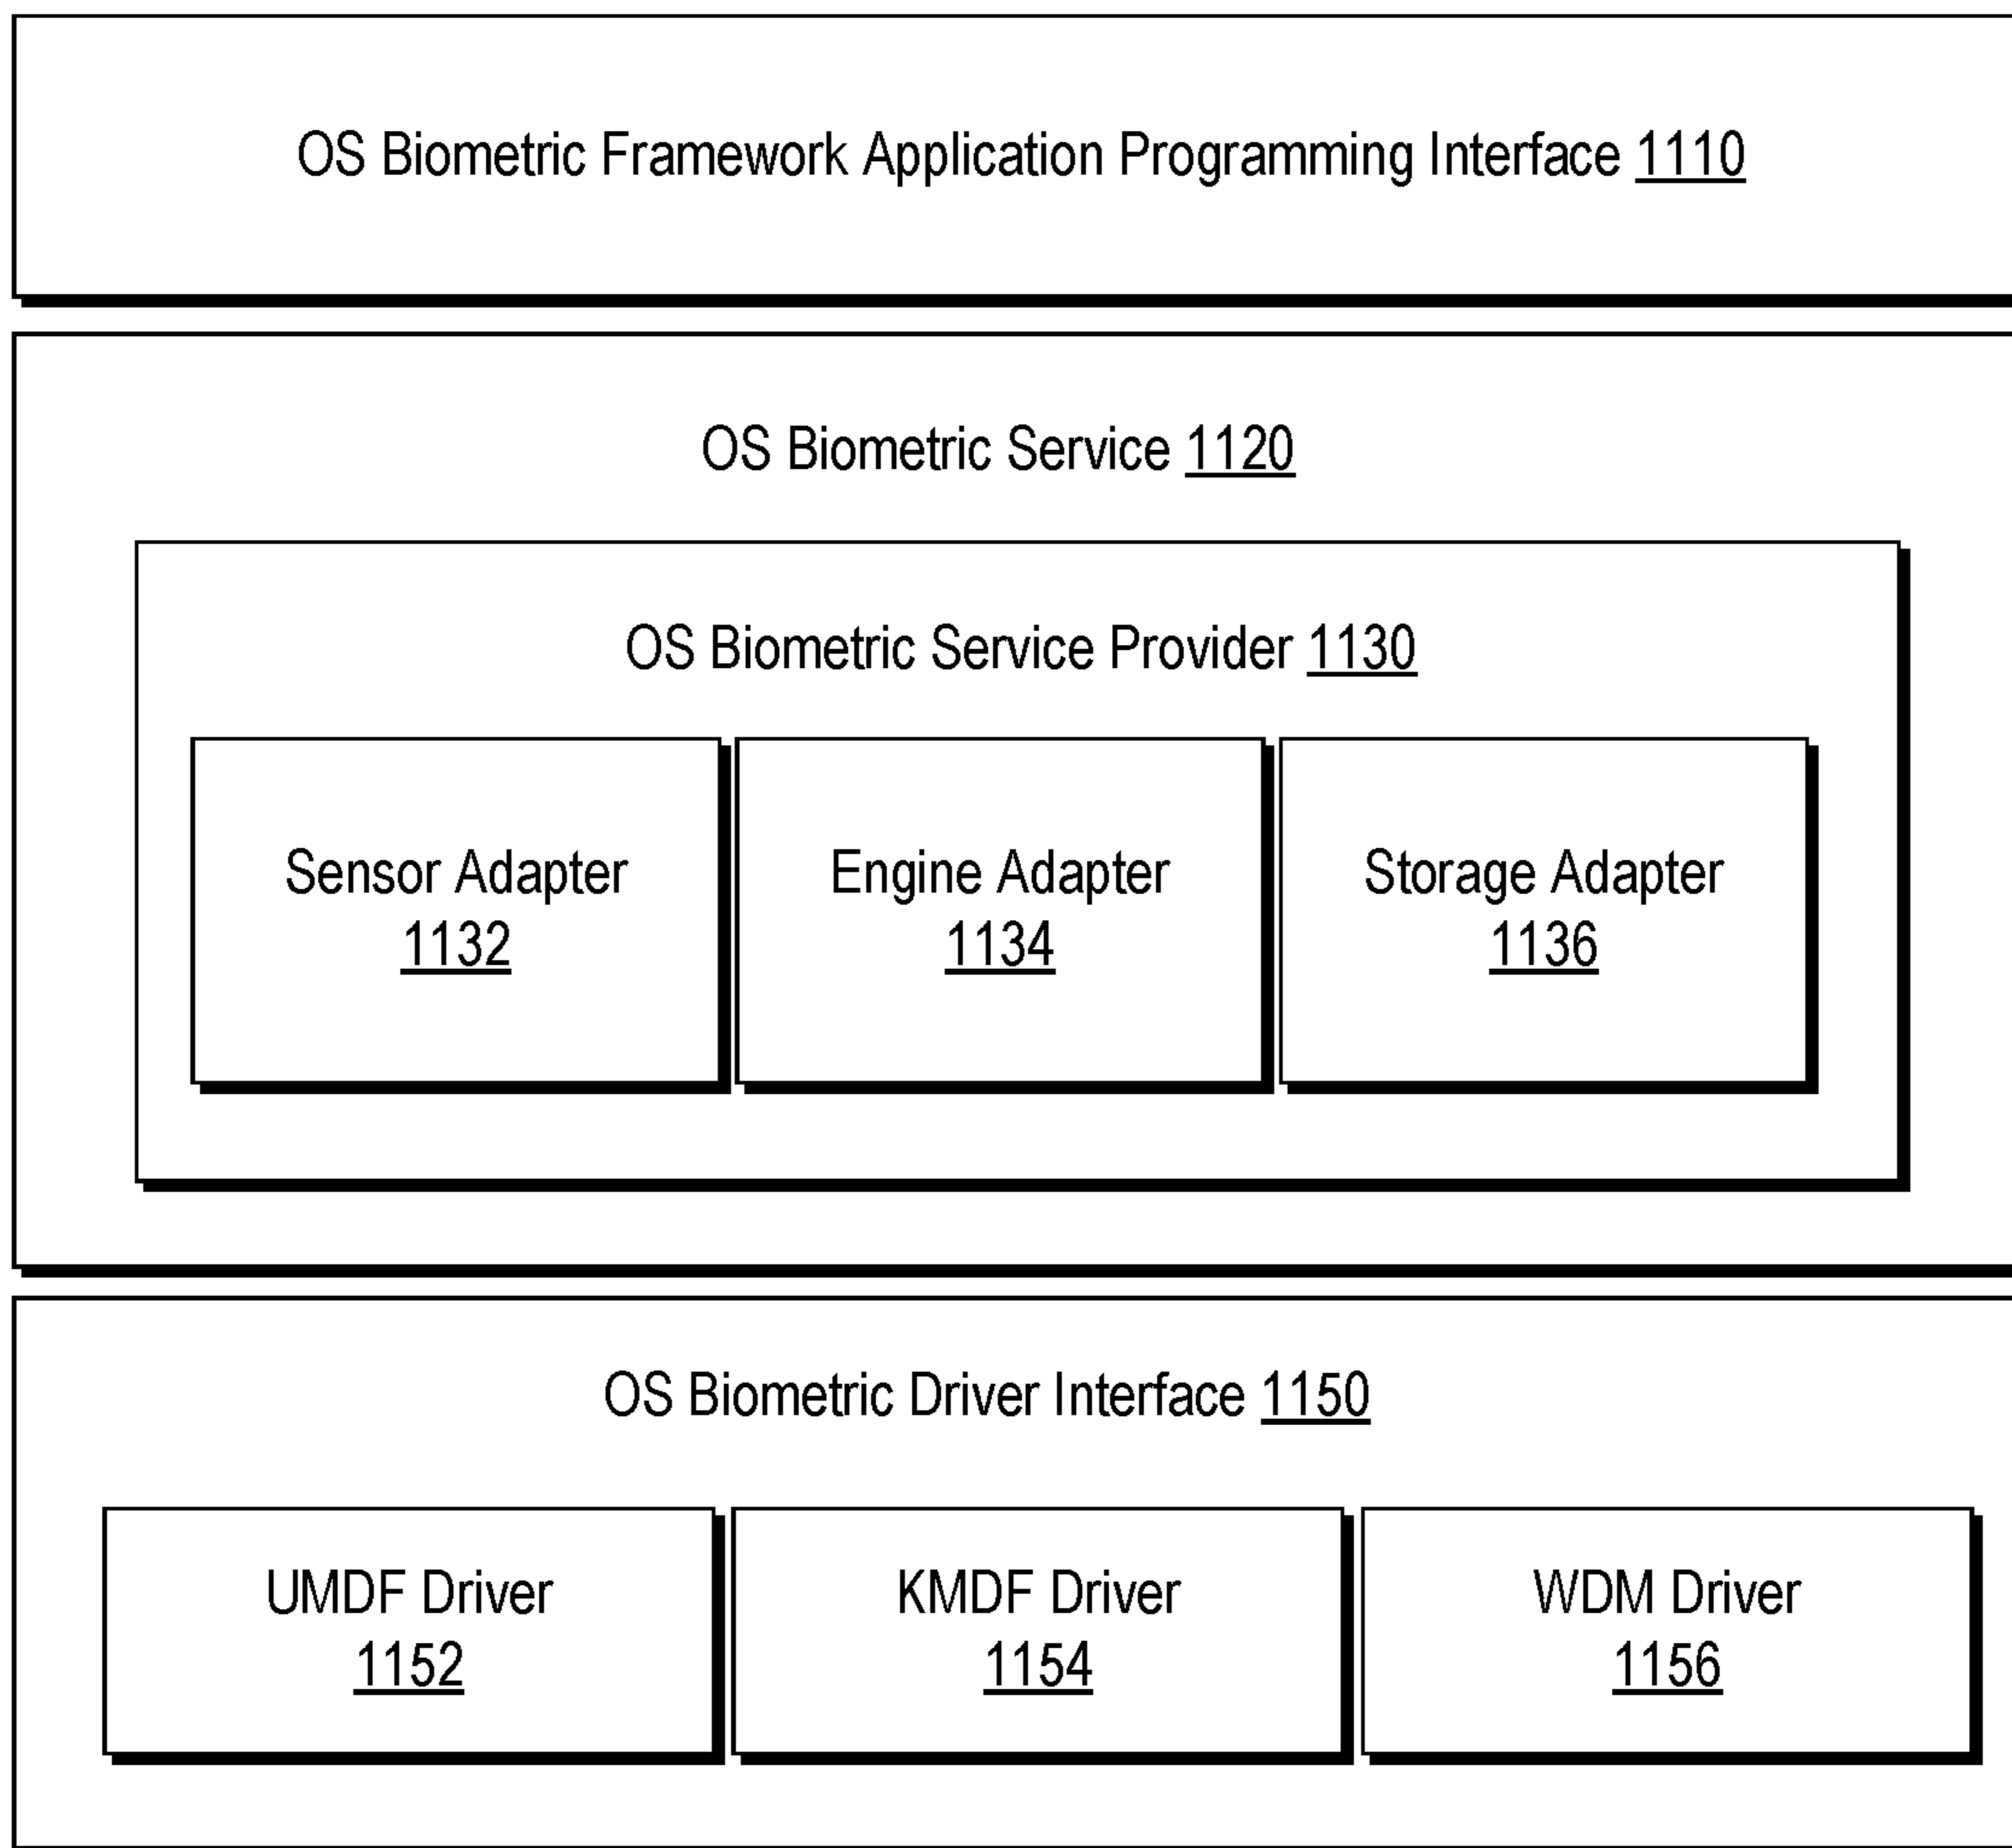 OS Biometric Framework Application Programming Interface 1110
OS Biometric Service 1120
OS Biometric Service Provider 1130
Sensor Adapter
1132
Engine Adapter
1134
Storage Adapter
1136
OS Biometric Driver Interface 1150
UMDF Driver
1152
KMDF Driver
1154
WDM Driver
1156